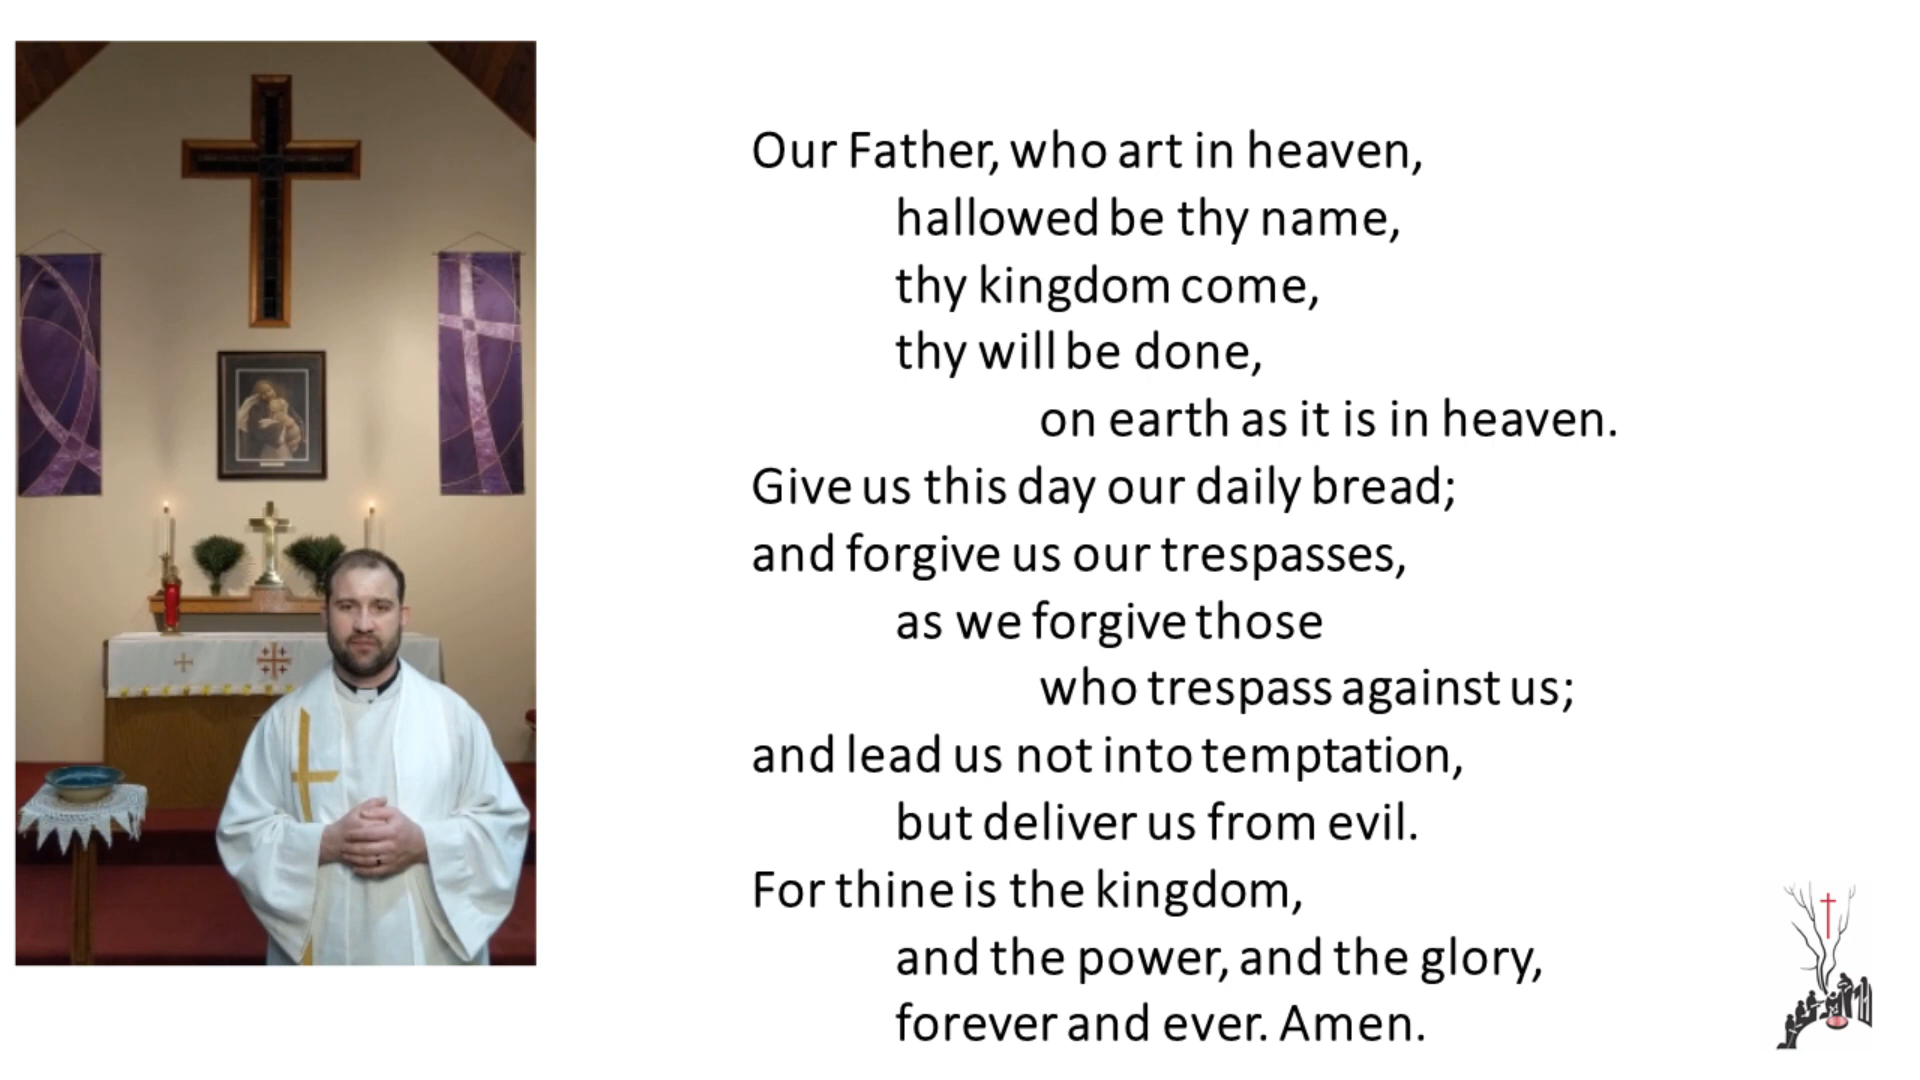 Our Father, who art in heaven,
hallowed be thy name,
thy kingdom come,
thy will be done,
on earth as it is in heaven.
Give us this day our daily bread;
and forgive us our trespasses,
as we forgive those
who trespass against us;
and lead us not into temptation,
but deliver us from evil.
For thine is the kingdom,
and the power, and the glory,
forever and ever. Amen.